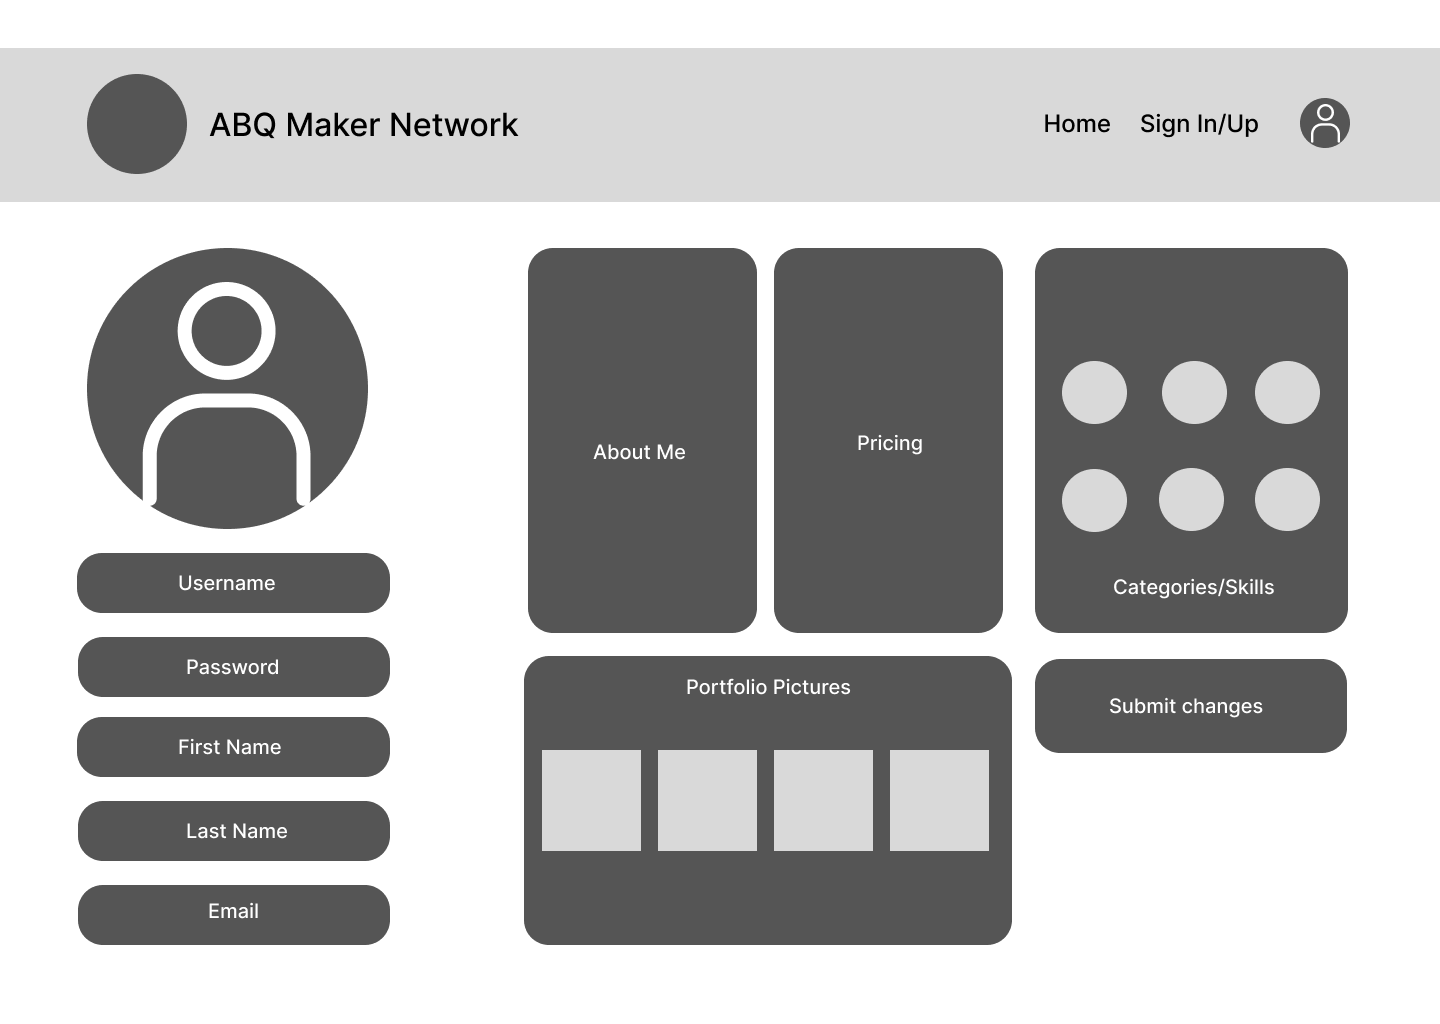 ABQ Maker Network
Home
Sign In/Up
About Me
Pricing
Categories/Skills
Username
Password
First Name
Last Name
Email
Portfolio Pictures
Submit changes